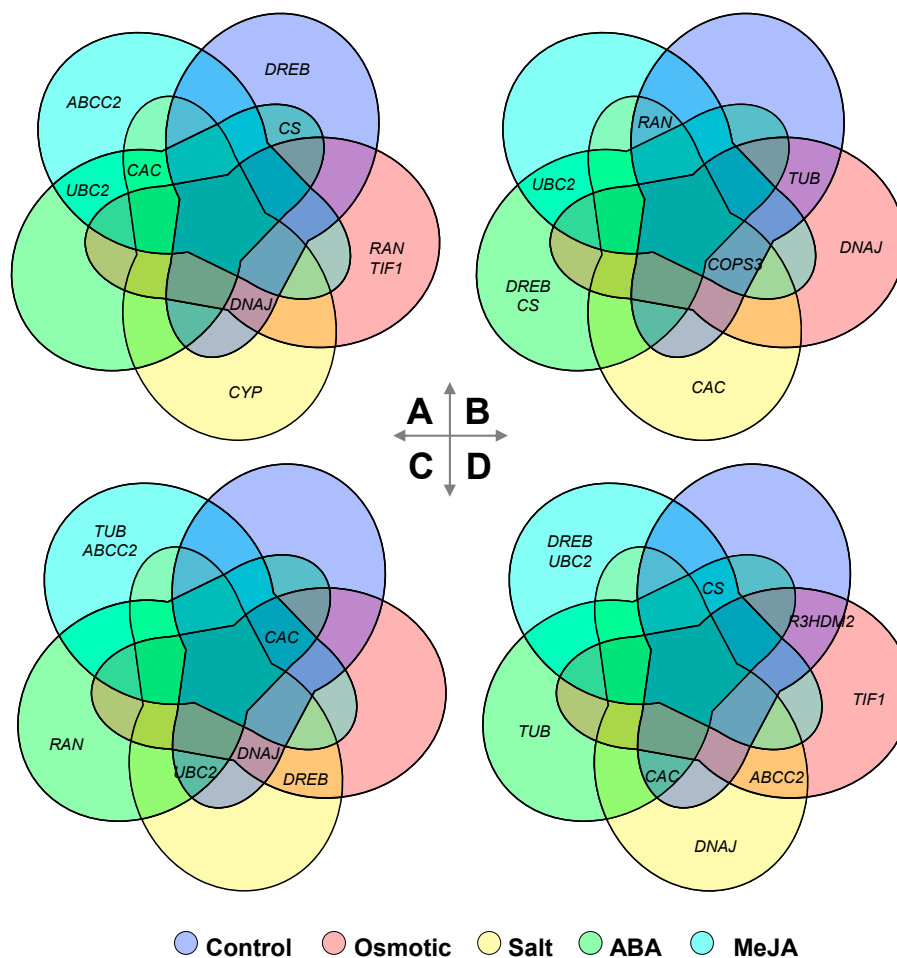 DREB
ABCC2
CS
CAC
UBC2
RAN
TIF1
DNAJ
CYP
RAN
UBC2
TUB
DNAJ
COPS3
DREB
CS
CAC
A B
C D
TUB
ABCC2
CAC
RAN
DNAJ
UBC2
DREB
DREB
UBC2
CS
R3HDM2
TIF1
TUB
CAC
ABCC2
DNAJ
Control Osmotic Salt ABA MeJA